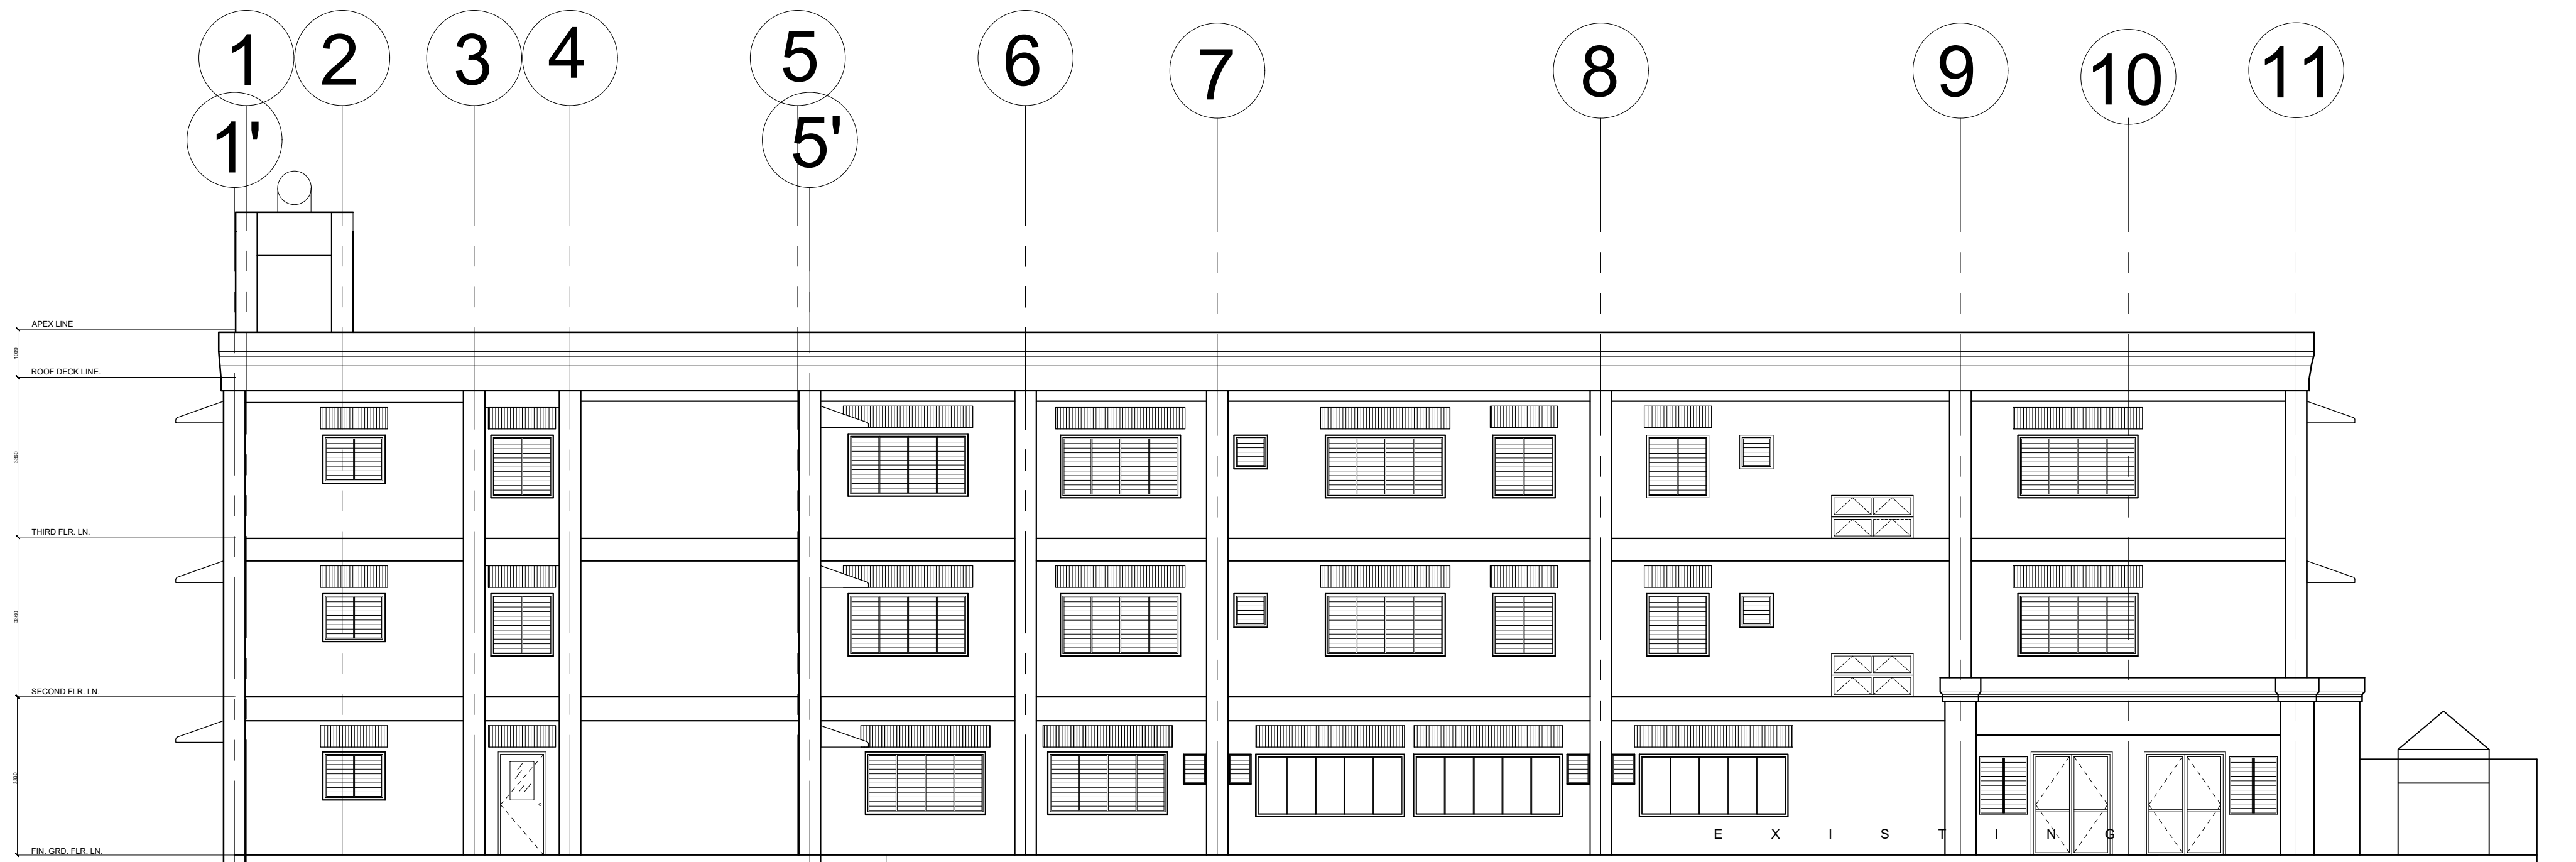 1 2 3 4 5 6 7 8 9 10 11
1' 5'
APEX LINE
ROOF DECK LINE.
THIRD FLR. LN.
SECOND FLR. LN.
E X I S T I N G
FIN. GRD. FLR. LN.